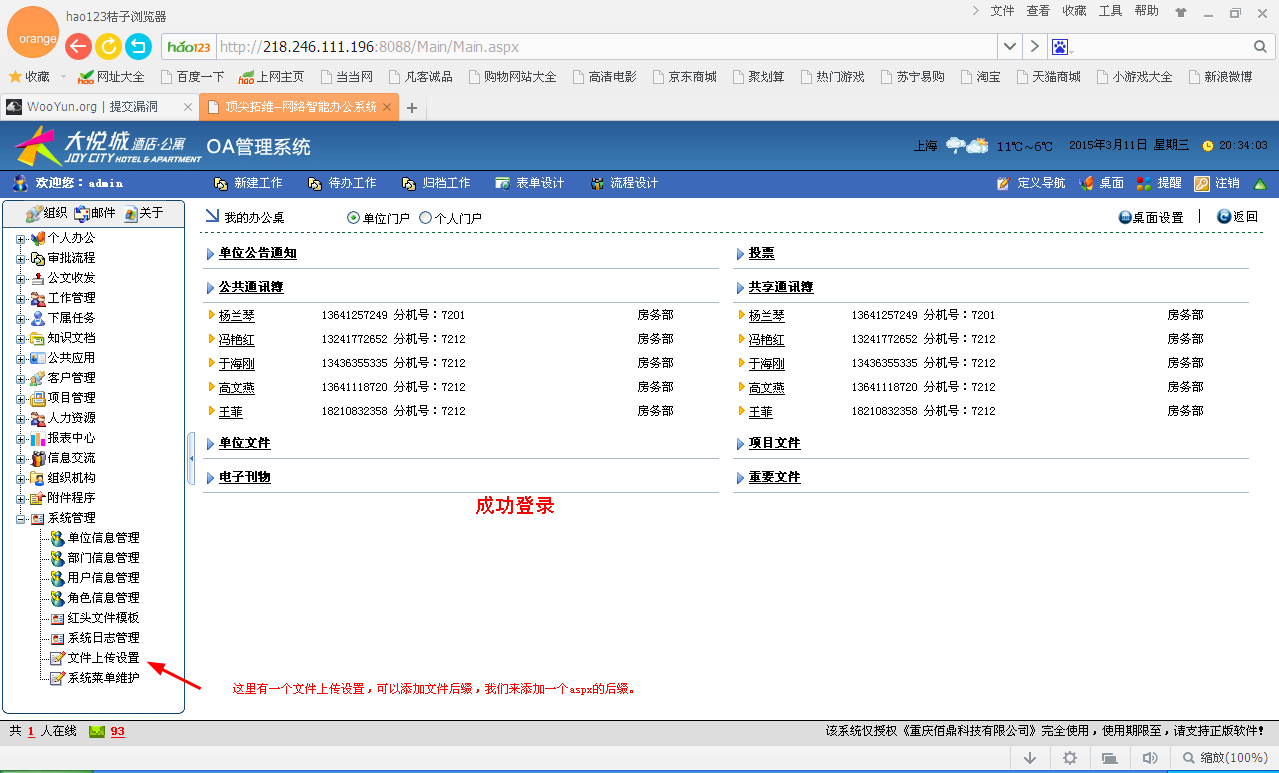 hao123桔子浏览器
文件 查看 收藏 工具 帮助
orange
hao123 http://218.246.111.196:8088/Main/Main.aspx
收藏 网址大全 百度一下 上网主页 当当网 凡客诚品 购物网站大全 高清电影 京东商城 聚划算 热门游戏 苏宁易购 淘宝 天猫商城 小游戏大全 新浪微博
WooYun.org | 提交漏洞 顶尖拓维--网络智能办公系统
大悦城 酒店·公寓 OA管理系统
JOY CITY HOTEL & APARTMENT
上海 11℃~6℃ 2015年3月11日 星期三 20:34:03
欢迎您：admin 新建工作 待办工作 归档工作 表单设计 流程设计 定义导航 桌面 提醒 注销
组织 邮件 关于
我的办公桌 单位门户 个人门户 桌面设置 | 返回
个人办公
审批流程
公文收发
工作管理
下属任务
知识文档
公共应用
客户管理
项目管理
人力资源
报表中心
信息交流
组织机构
附件程序
系统管理
单位信息管理
部门信息管理
用户信息管理
角色信息管理
红头文件模板
系统日志管理
文件上传设置
系统菜单维护
单位公告通知
公共通讯簿
杨兰琴 13641257249 分机号：7201 房务部
冯艳红 13241772652 分机号：7212 房务部
于海刚 13436355335 分机号：7212 房务部
高文燕 13641118720 分机号：7212 房务部
王菲 18210832358 分机号：7212 房务部
单位文件
电子刊物
投票
共享通讯簿
杨兰琴 13641257249 分机号：7201 房务部
冯艳红 13241772652 分机号：7212 房务部
于海刚 13436355335 分机号：7212 房务部
高文燕 13641118720 分机号：7212 房务部
王菲 18210832358 分机号：7212 房务部
项目文件
重要文件
成功登录
这里有一个文件上传设置，可以添加文件后缀，我们来添加一个aspx的后缀。
共 1 人在线 93
该系统仅授权《重庆佰鼎科技有限公司》完全使用，使用期限至，请支持正版软件！
缩放(100%)